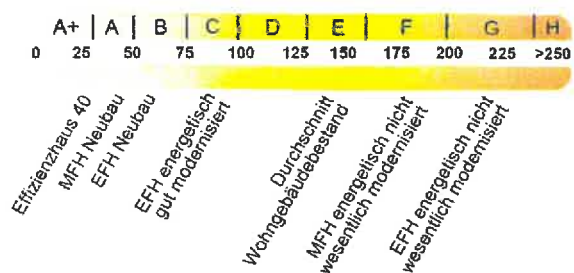 A+ | A | B | C | D | E | F | G | H
0 25 50 75 100 125 150 175 200 225 >250
Effizienzhaus 40
MFH Neubau
EFH Neubau
EFH energetisch
gut modernisiert
Durchschnitt
Wohngebäudebestand
MFH energetisch nicht
wesentlich modernisiert
EFH energetisch nicht
wesentlich modernisiert